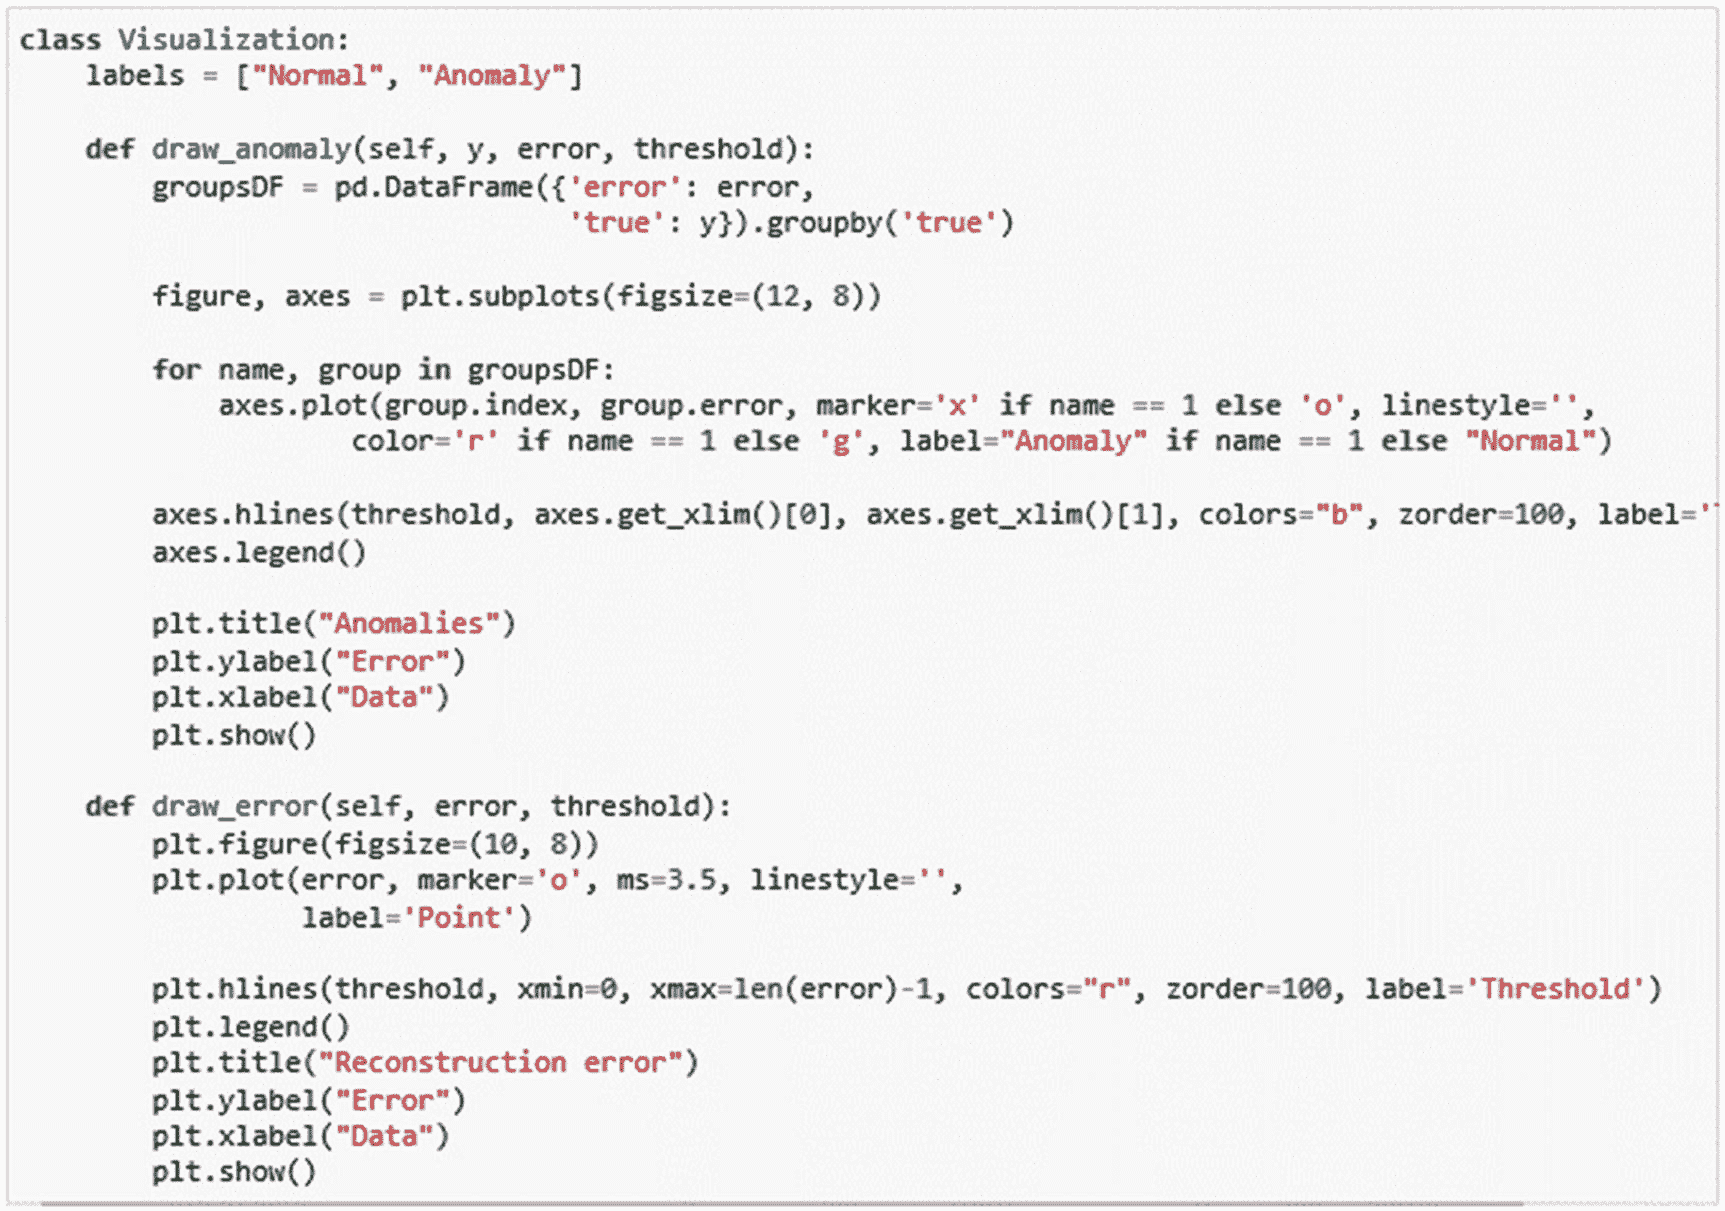 class Visualization:
    labels = ["Normal", "Anomaly"]

    def draw_anomaly(self, y, error, threshold):
        groupsDF = pd.DataFrame({'error': error,
                                 'true': y}).groupby('true')

        figure, axes = plt.subplots(figsize=(12, 8))

        for name, group in groupsDF:
            axes.plot(group.index, group.error, marker='x' if name == 1 else 'o', linestyle='',
                    color='r' if name == 1 else 'g', label="Anomaly" if name == 1 else "Normal")

        axes.hlines(threshold, axes.get_xlim()[0], axes.get_xlim()[1], colors="b", zorder=100, label=
        axes.legend()

        plt.title("Anomalies")
        plt.ylabel("Error")
        plt.xlabel("Data")
        plt.show()

    def draw_error(self, error, threshold):
        plt.figure(figsize=(10, 8))
        plt.plot(error, marker='o', ms=3.5, linestyle='',
                 label='Point')

        plt.hlines(threshold, xmin=0, xmax=len(error)-1, colors="r", zorder=100, label='Threshold')
        plt.legend()
        plt.title("Reconstruction error")
        plt.ylabel("Error")
        plt.xlabel("Data")
        plt.show()